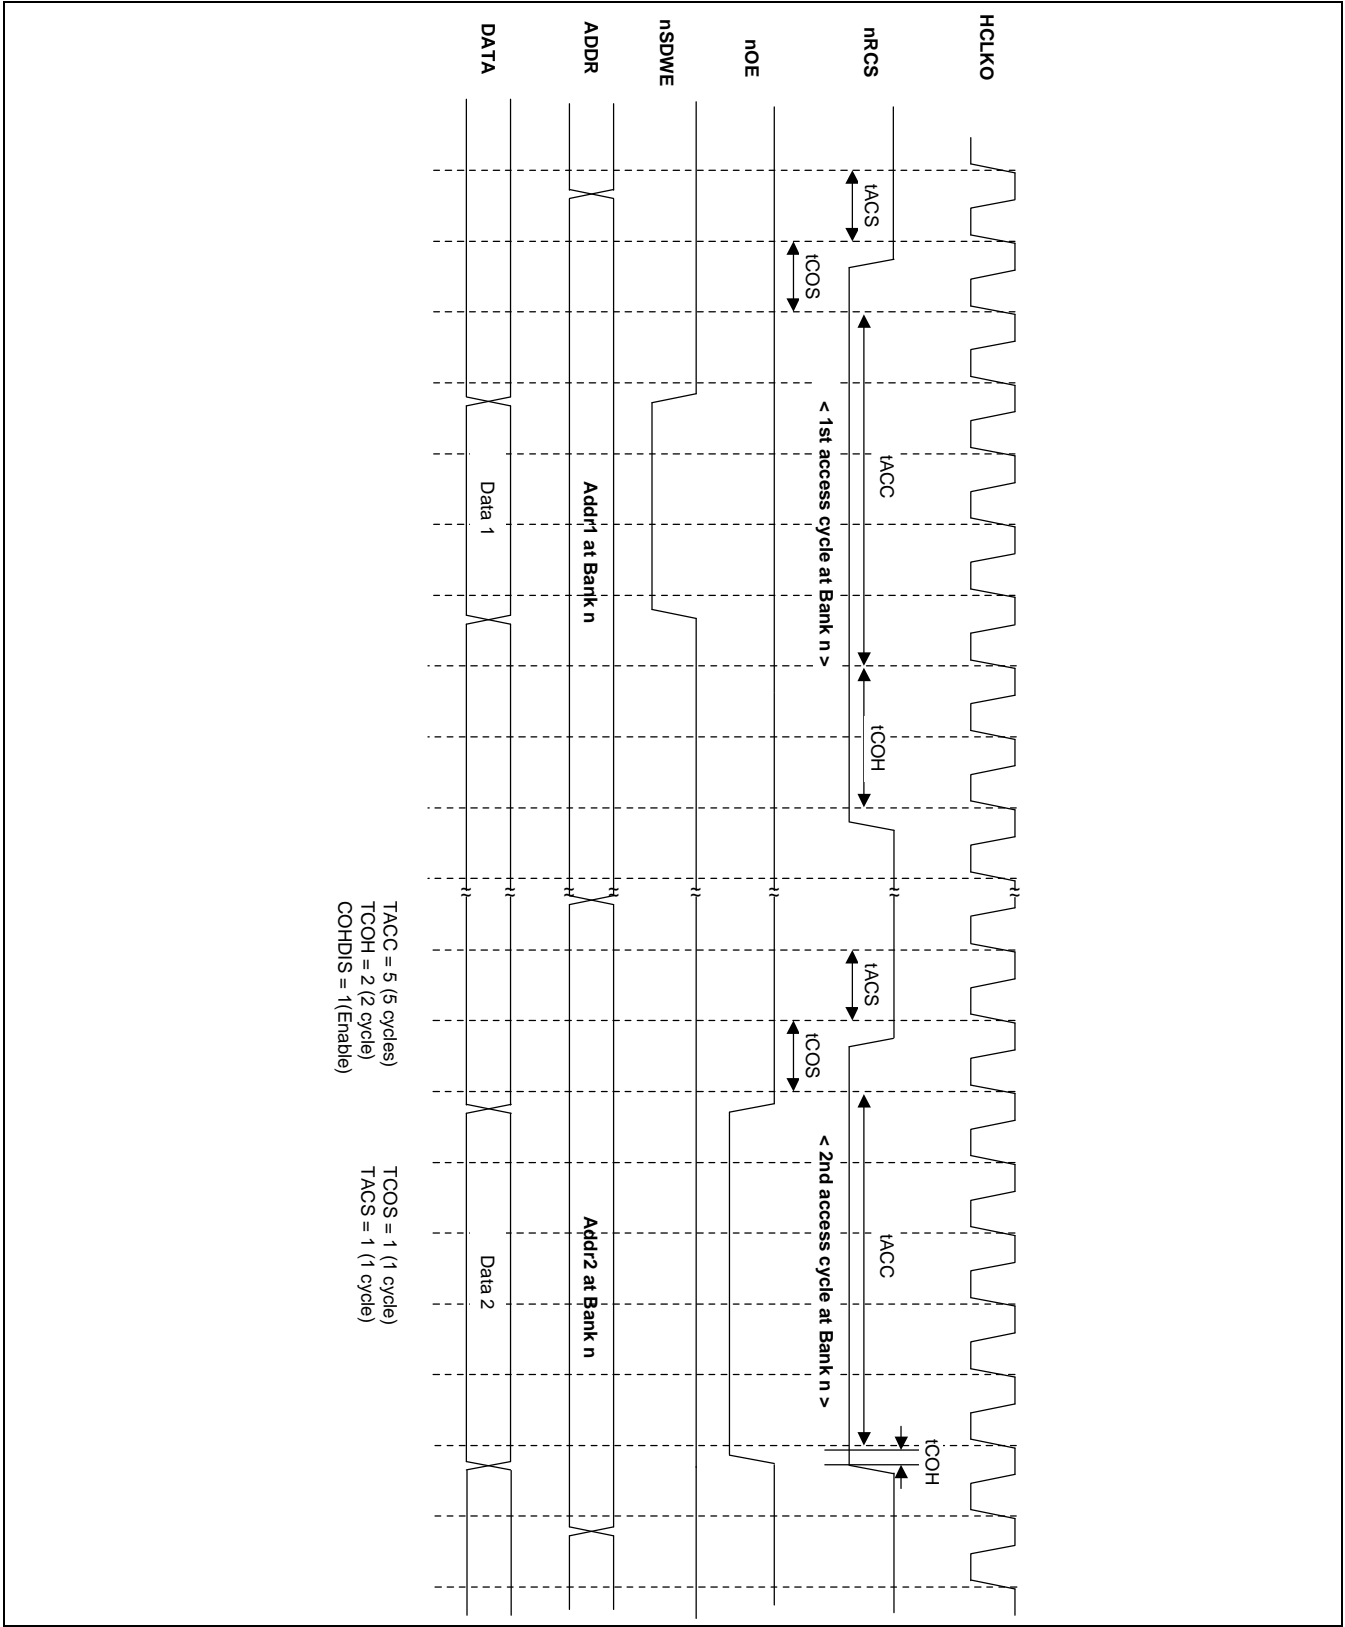 HCLKO
tACS
nRCS
tACC
tCOH
tACS
tACC
tCOH
tCOS
< 1st access cycle at Bank n >
tCOS
< 2nd access cycle at Bank n >
nOE
nSDWE
ADDR
Addr1 at Bank n
Addr2 at Bank n
DATA
Data 1
Data 2
TACC = 5 (5 cycles)
TCOH = 2 (2 cycle)
COHDIS = 1(Enable)
TCOS = 1 (1 cycle)
TACS = 1 (1 cycle)